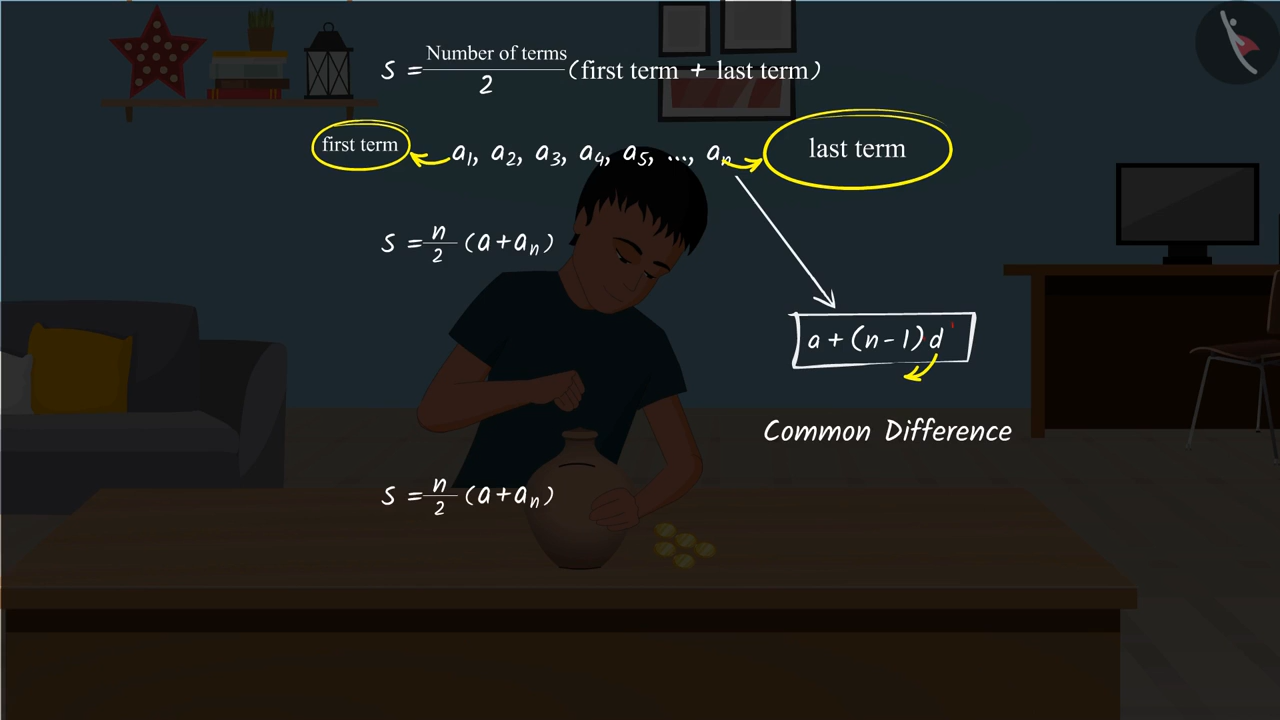 S = Number of terms / 2 (first term + last term)
first term a₁, a₂, a₃, a₄, a₅, ..., aₙ last term
S = n/2 (a+aₙ)
a + (n - 1) d
Common Difference
S = n/2 (a+aₙ)